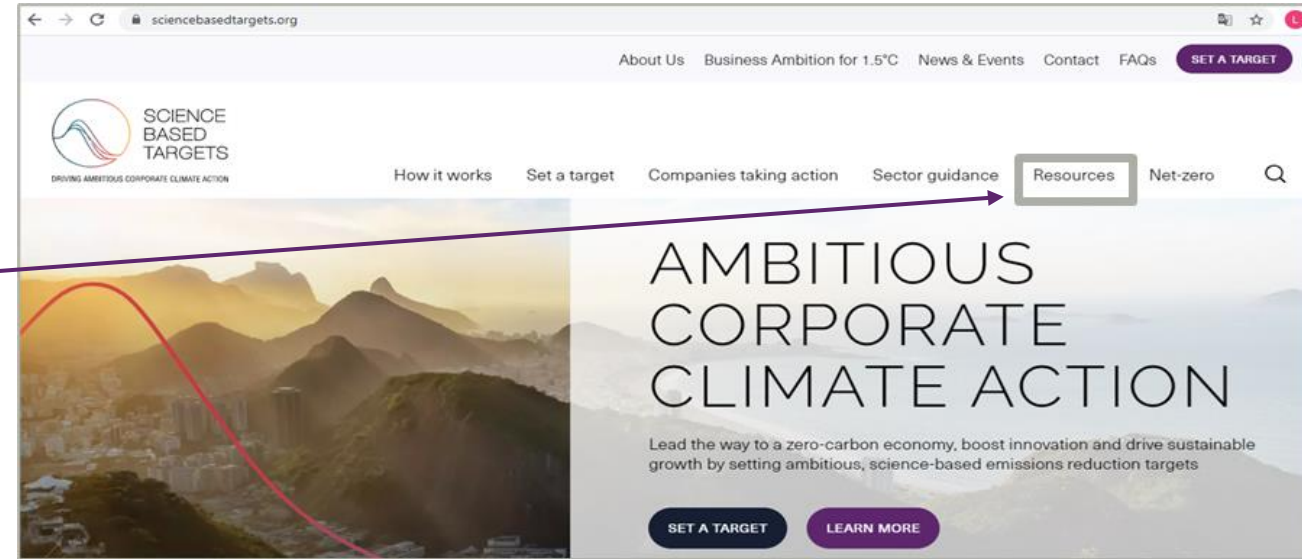 sciencebasedtargets.org
About Us Business Ambition for 1.5°C News & Events Contact FAQs SET A TARGET
SCIENCE
BASED
TARGETS
DRIVING AMBITIOUS CORPORATE CLIMATE ACTION
How it works Set a target Companies taking action Sector guidance Resources Net-zero
AMBITIOUS
CORPORATE
CLIMATE ACTION
Lead the way to a zero-carbon economy, boost innovation and drive sustainable
growth by setting ambitious, science-based emissions reduction targets
SET A TARGET LEARN MORE